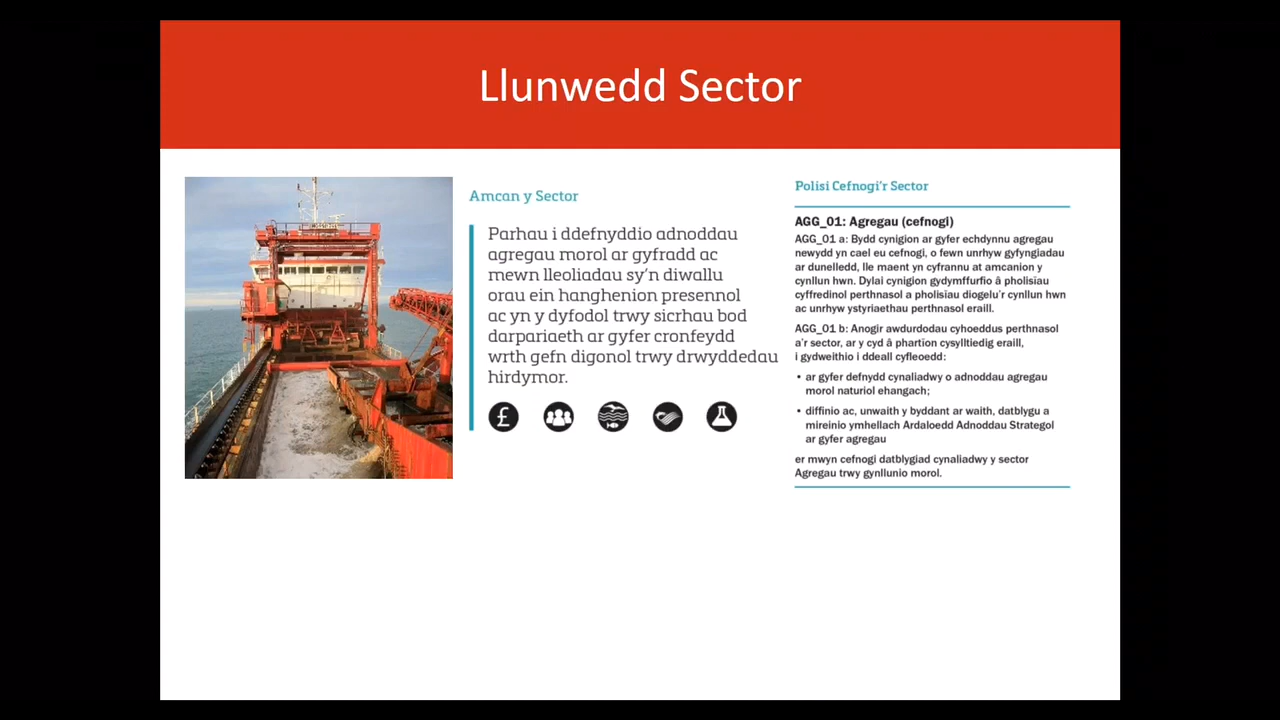 Llunwedd Sector
Amcan y Sector
Parhau i ddefnyddio adnoddau
agregau morol ar gyfradd ac
mewn lleoliadau sy'n diwallu
orau ein hanghenion presennol
ac yn y dyfodol trwy sicrhau bod
darpariaeth ar gyfer cronfeydd
wrth gefn digonol trwy drwyddedau
hirdymor.
£
Polisi Cefnogi'r Sector
AGG_01: Agregau (cefnogi)
AGG_01 a: Bydd cynigion ar gyfer echdynnu agregau
newydd yn cael eu cefnogi, o fewn unrhyw gyfyngiadau
ar dunelledd, lle maent yn cyfrannu at amcanion y
cynllun hwn. Dylai cynigion gydymffurfio â pholisïau
cyffredinol perthnasol a pholisïau diogelu'r cynllun hwn
ac unrhyw ystyriaethau perthnasol eraill.
AGG_01 b: Anogir awdurdodau cyhoeddus perthnasol
a'r sector, ar y cyd â phartion cysylltiedig eraill,
i gydweithio i ddeall cyfleoedd:
• ar gyfer defnydd cynaliadwy o adnoddau agregau
morol naturiol ehangach;
• diffinio ac, unwaith y byddant ar waith, datblygu a
mireinio ymhellach Ardaloedd Adnoddau Strategol
ar gyfer agregau
er mwyn cefnogi datblygiad cynaliadwy y sector
Agregau trwy gynllunio morol.